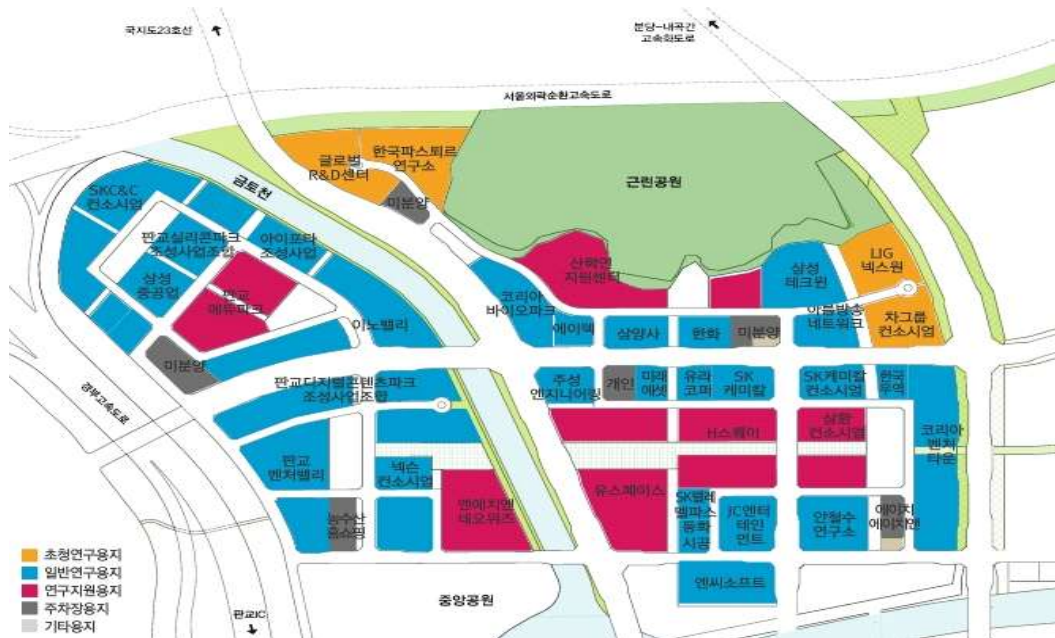 국지도23호선
분당-내곡간
고속화도로
서울외곽순환고속도로
글로벌
R&D센터
한국파스퇴르
연구소
미분양
근린공원
금토천
SKC&C
컨소시엄
판교실리콘파크
조성사업조합
아이포타
조성사업
삼성
중공업
판교
에듀파크
이노밸리
미분양
산학연
지원센터
코리아
바이오파크
에이텍
삼양사
한화
미분양
삼성
테크윈
LIG
넥스원
아름방송
네트워크
차그룹
컨소시엄
경부고속도로
판교디지털콘텐츠파크
조성사업조합
주성
엔지니어링
개인
미래
에셋
유라
코퍼
SK
케미칼
SK케미칼
컨소시엄
한국
무역
H스퀘어
삼환
컨소시엄
코리아
벤처
타운
판교
벤처밸리
넥슨
컨소시엄
엔에치엔
네오위즈
유스페이스
농수산
홈쇼핑
SK텔레
멜파스
동화
시공
JC엔터
테인
먼트
안철수
연구소
에이치
에이치앤
엔씨소프트
초청연구용지
일반연구용지
연구지원용지
주차장용지
기타용지
판교IC
중앙공원